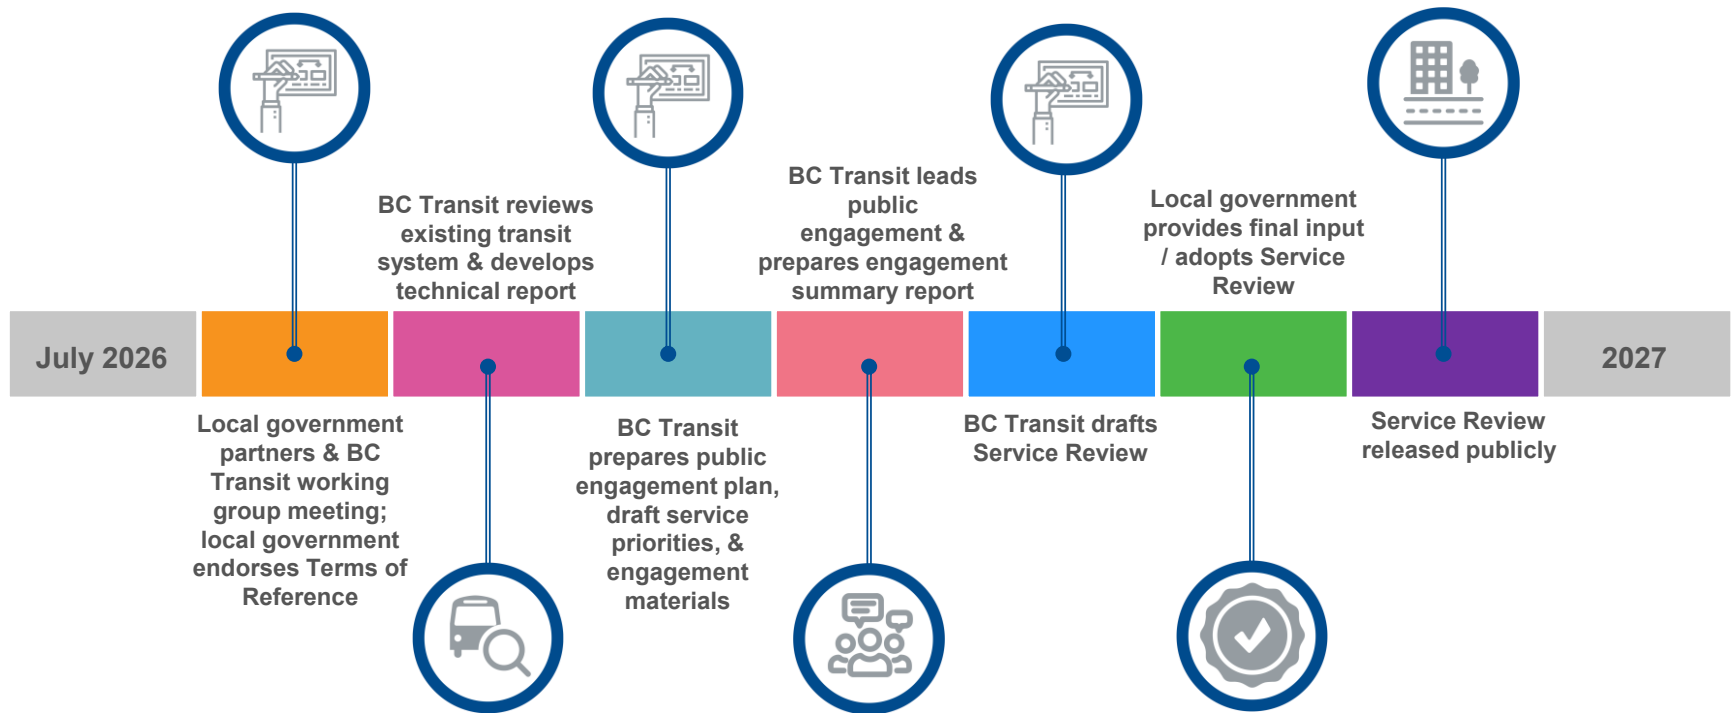 July 2026
Local government
partners & BC
Transit working
group meeting;
local government
endorses Terms of
Reference
BC Transit reviews
existing transit
system & develops
technical report
BC Transit
prepares public
engagement plan,
draft service
priorities, &
engagement
materials
BC Transit leads
public
engagement &
prepares engagement
summary report
BC Transit drafts
Service Review
Local government
provides final input
/ adopts Service
Review
Service Review
released publicly
2027